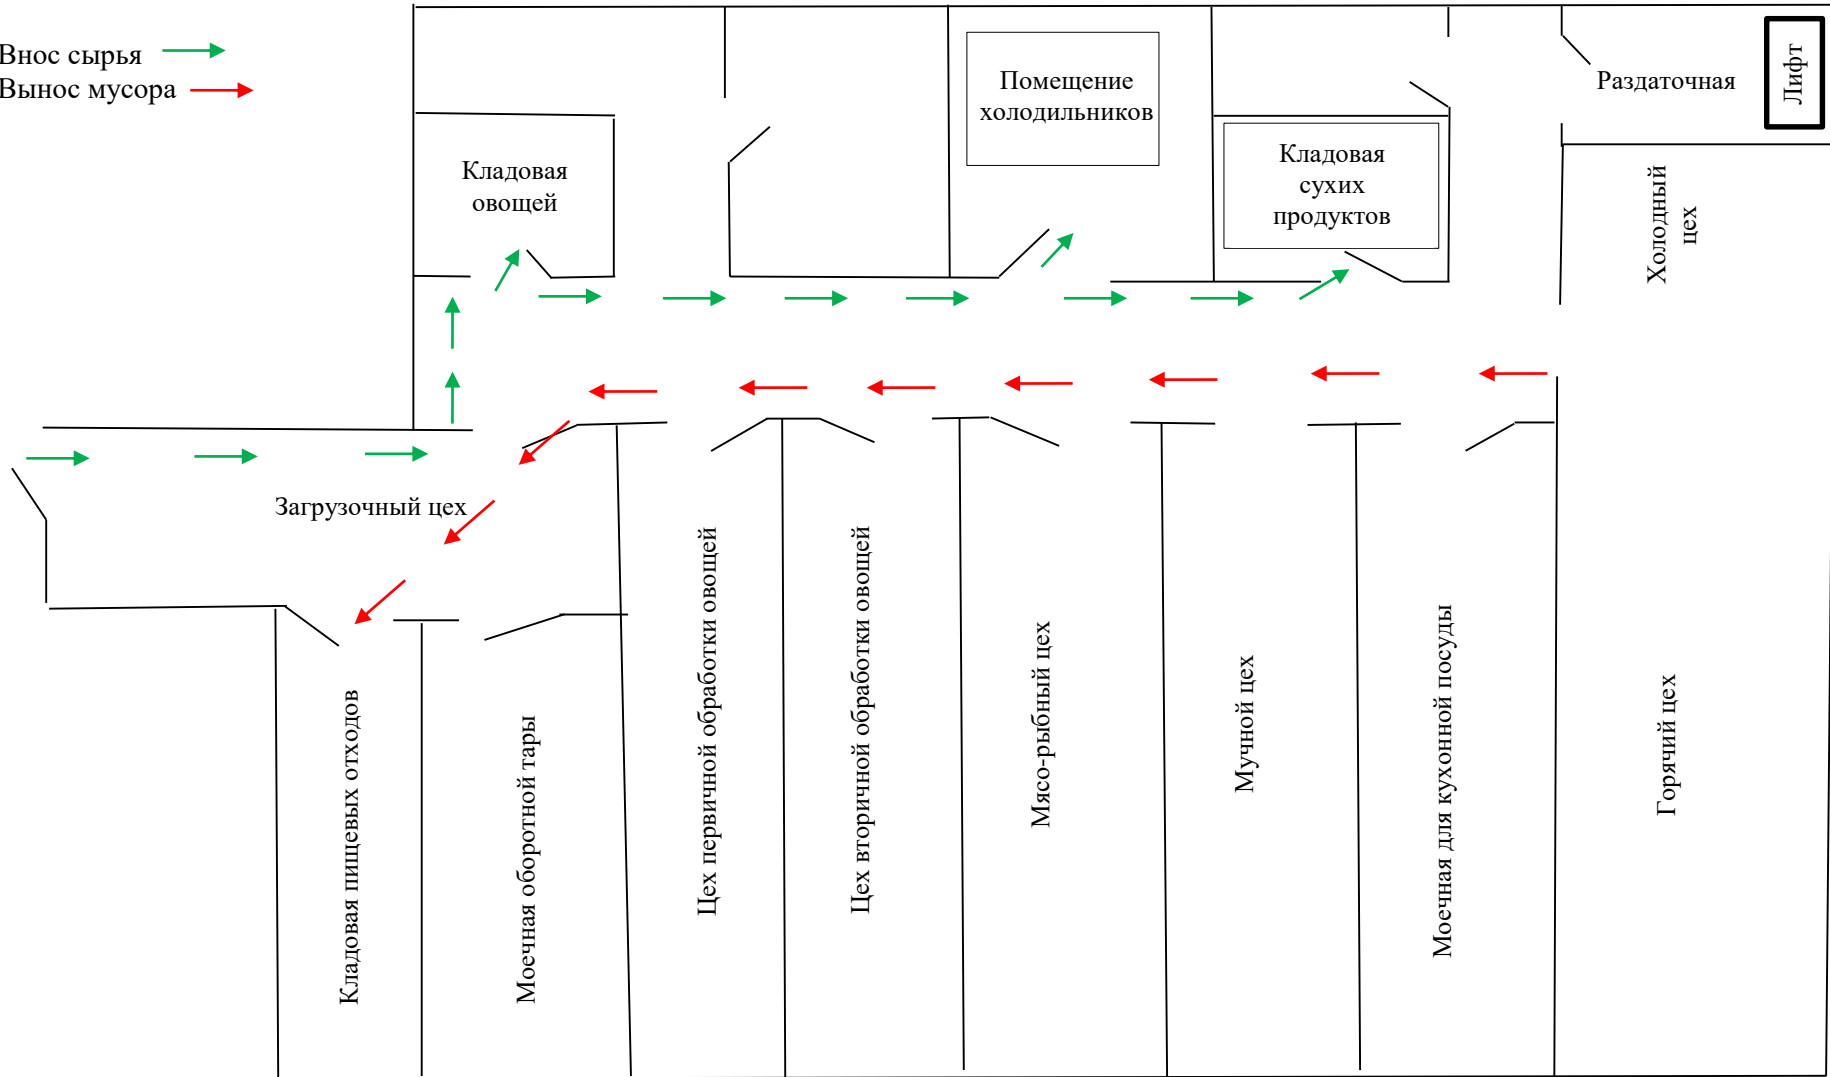 Внос сырья
Вынос мусора
Кладовая
овощей
Помещение
холодильников
Кладовая
сухих
продуктов
Раздаточная
Лифт
Холодный
цех
Загрузочный цех
Кладовая пищевых отходов
Моечная оборотной тары
Цех первичной обработки овощей
Цех вторичной обработки овощей
Мясо-рыбный цех
Мучной цех
Моечная для кухонной посуды
Горячий цех